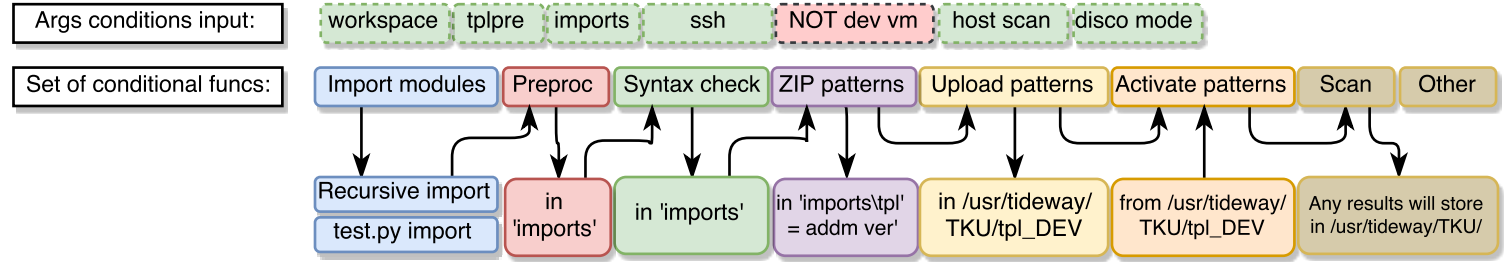 Args conditions input:
workspace
tplpre
imports
ssh
NOT dev vm
host scan
disco mode
Set of conditional funcs:
Import modules
Preproc
Syntax check
ZIP patterns
Upload patterns
Activate patterns
Scan
Other
Recursive import
test.py import
in
'imports'
in 'imports'
in 'imports\tpl'
= addm ver'
in /usr/tideway/
TKU/tpl_DEV
from /usr/tideway/
TKU/tpl_DEV
Any results will store
in /usr/tideway/TKU/